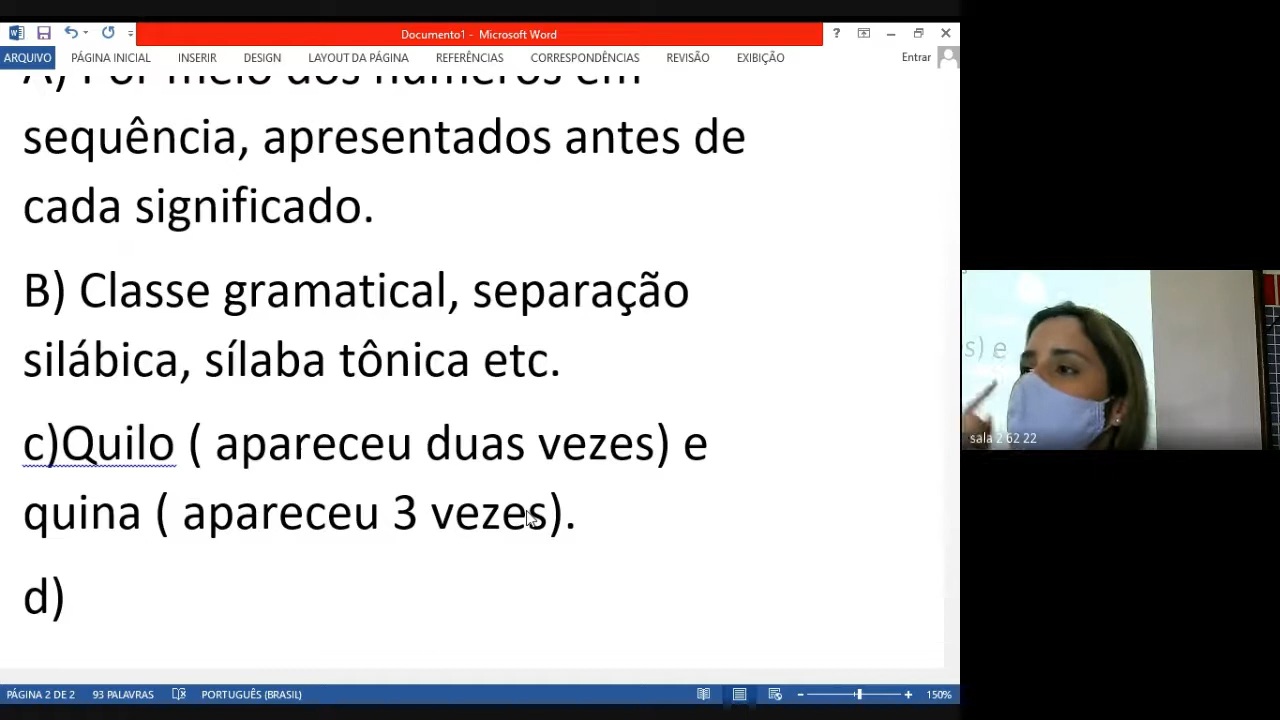 Documento1 - Microsoft Word
?
ARQUIVO PÁGINA INICIAL INSERIR DESIGN LAYOUT DA PÁGINA REFERÊNCIAS CORRESPONDÊNCIAS REVISÃO EXIBIÇÃO Entrar
A) Por meio dos números em
sequência, apresentados antes de
cada significado.
B) Classe gramatical, separação
silábica, sílaba tônica etc.
c)Quilo ( apareceu duas vezes) e
quina ( apareceu 3 vezes).
d)
s) e
sala 2 62 22
PÁGINA 2 DE 2 93 PALAVRAS PORTUGUÊS (BRASIL) 150%